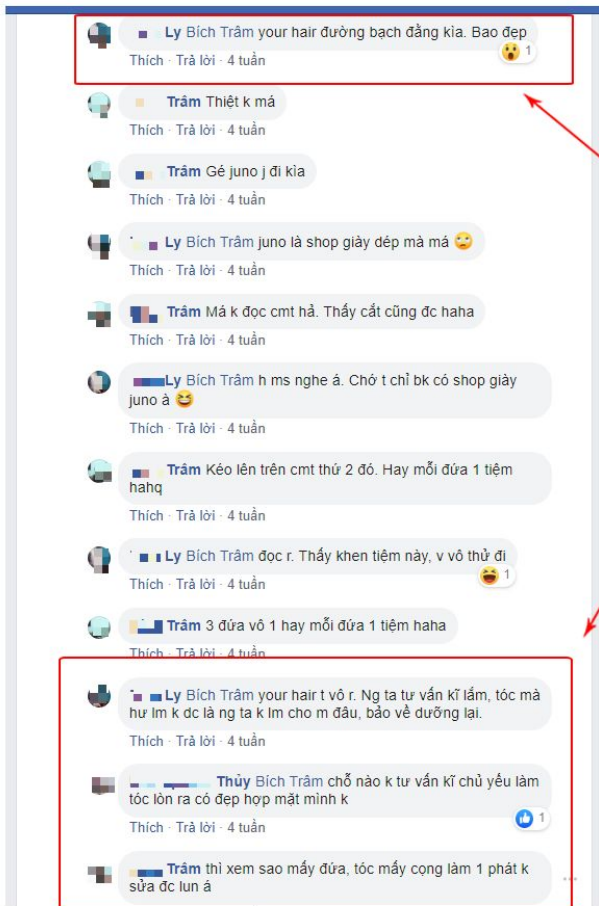 Ly Bích Trâm your hair đường bạch đằng kìa. Bao đẹp
1
Thích · Trả lời · 4 tuần
Trâm Thiệt k má
Thích · Trả lời · 4 tuần
Trâm Gé juno j đi kìa
Thích · Trả lời · 4 tuần
Ly Bích Trâm juno là shop giày dép mà má 🙄
Thích · Trả lời · 4 tuần
Trâm Má k đọc cmt hả. Thấy cắt cũng đc haha
Thích · Trả lời · 4 tuần
Ly Bích Trâm h ms nghe á. Chớ t chỉ bk có shop giày
juno à 😆
Thích · Trả lời · 4 tuần
Trâm Kéo lên trên cmt thứ 2 đó. Hay mỗi đứa 1 tiệm
hahq
Thích · Trả lời · 4 tuần
Ly Bích Trâm đọc r. Thấy khen tiệm này, v vô thử đi
1
Thích · Trả lời · 4 tuần
Trâm 3 đứa vô 1 hay mỗi đứa 1 tiệm haha
Thích · Trả lời · 4 tuần
Ly Bích Trâm your hair t vô r. Ng ta tư vấn kĩ lắm, tóc mà
hư lm k dc là ng ta k lm cho m đâu, bảo về dưỡng lại.
Thích · Trả lời · 4 tuần
Thủy Bích Trâm chỗ nào k tư vấn kĩ chủ yếu làm
tóc lòn ra có đẹp hợp mặt mình k
1
Thích · Trả lời · 4 tuần
Trâm thì xem sao mấy đứa, tóc mấy cọng làm 1 phát k
sửa đc lun á